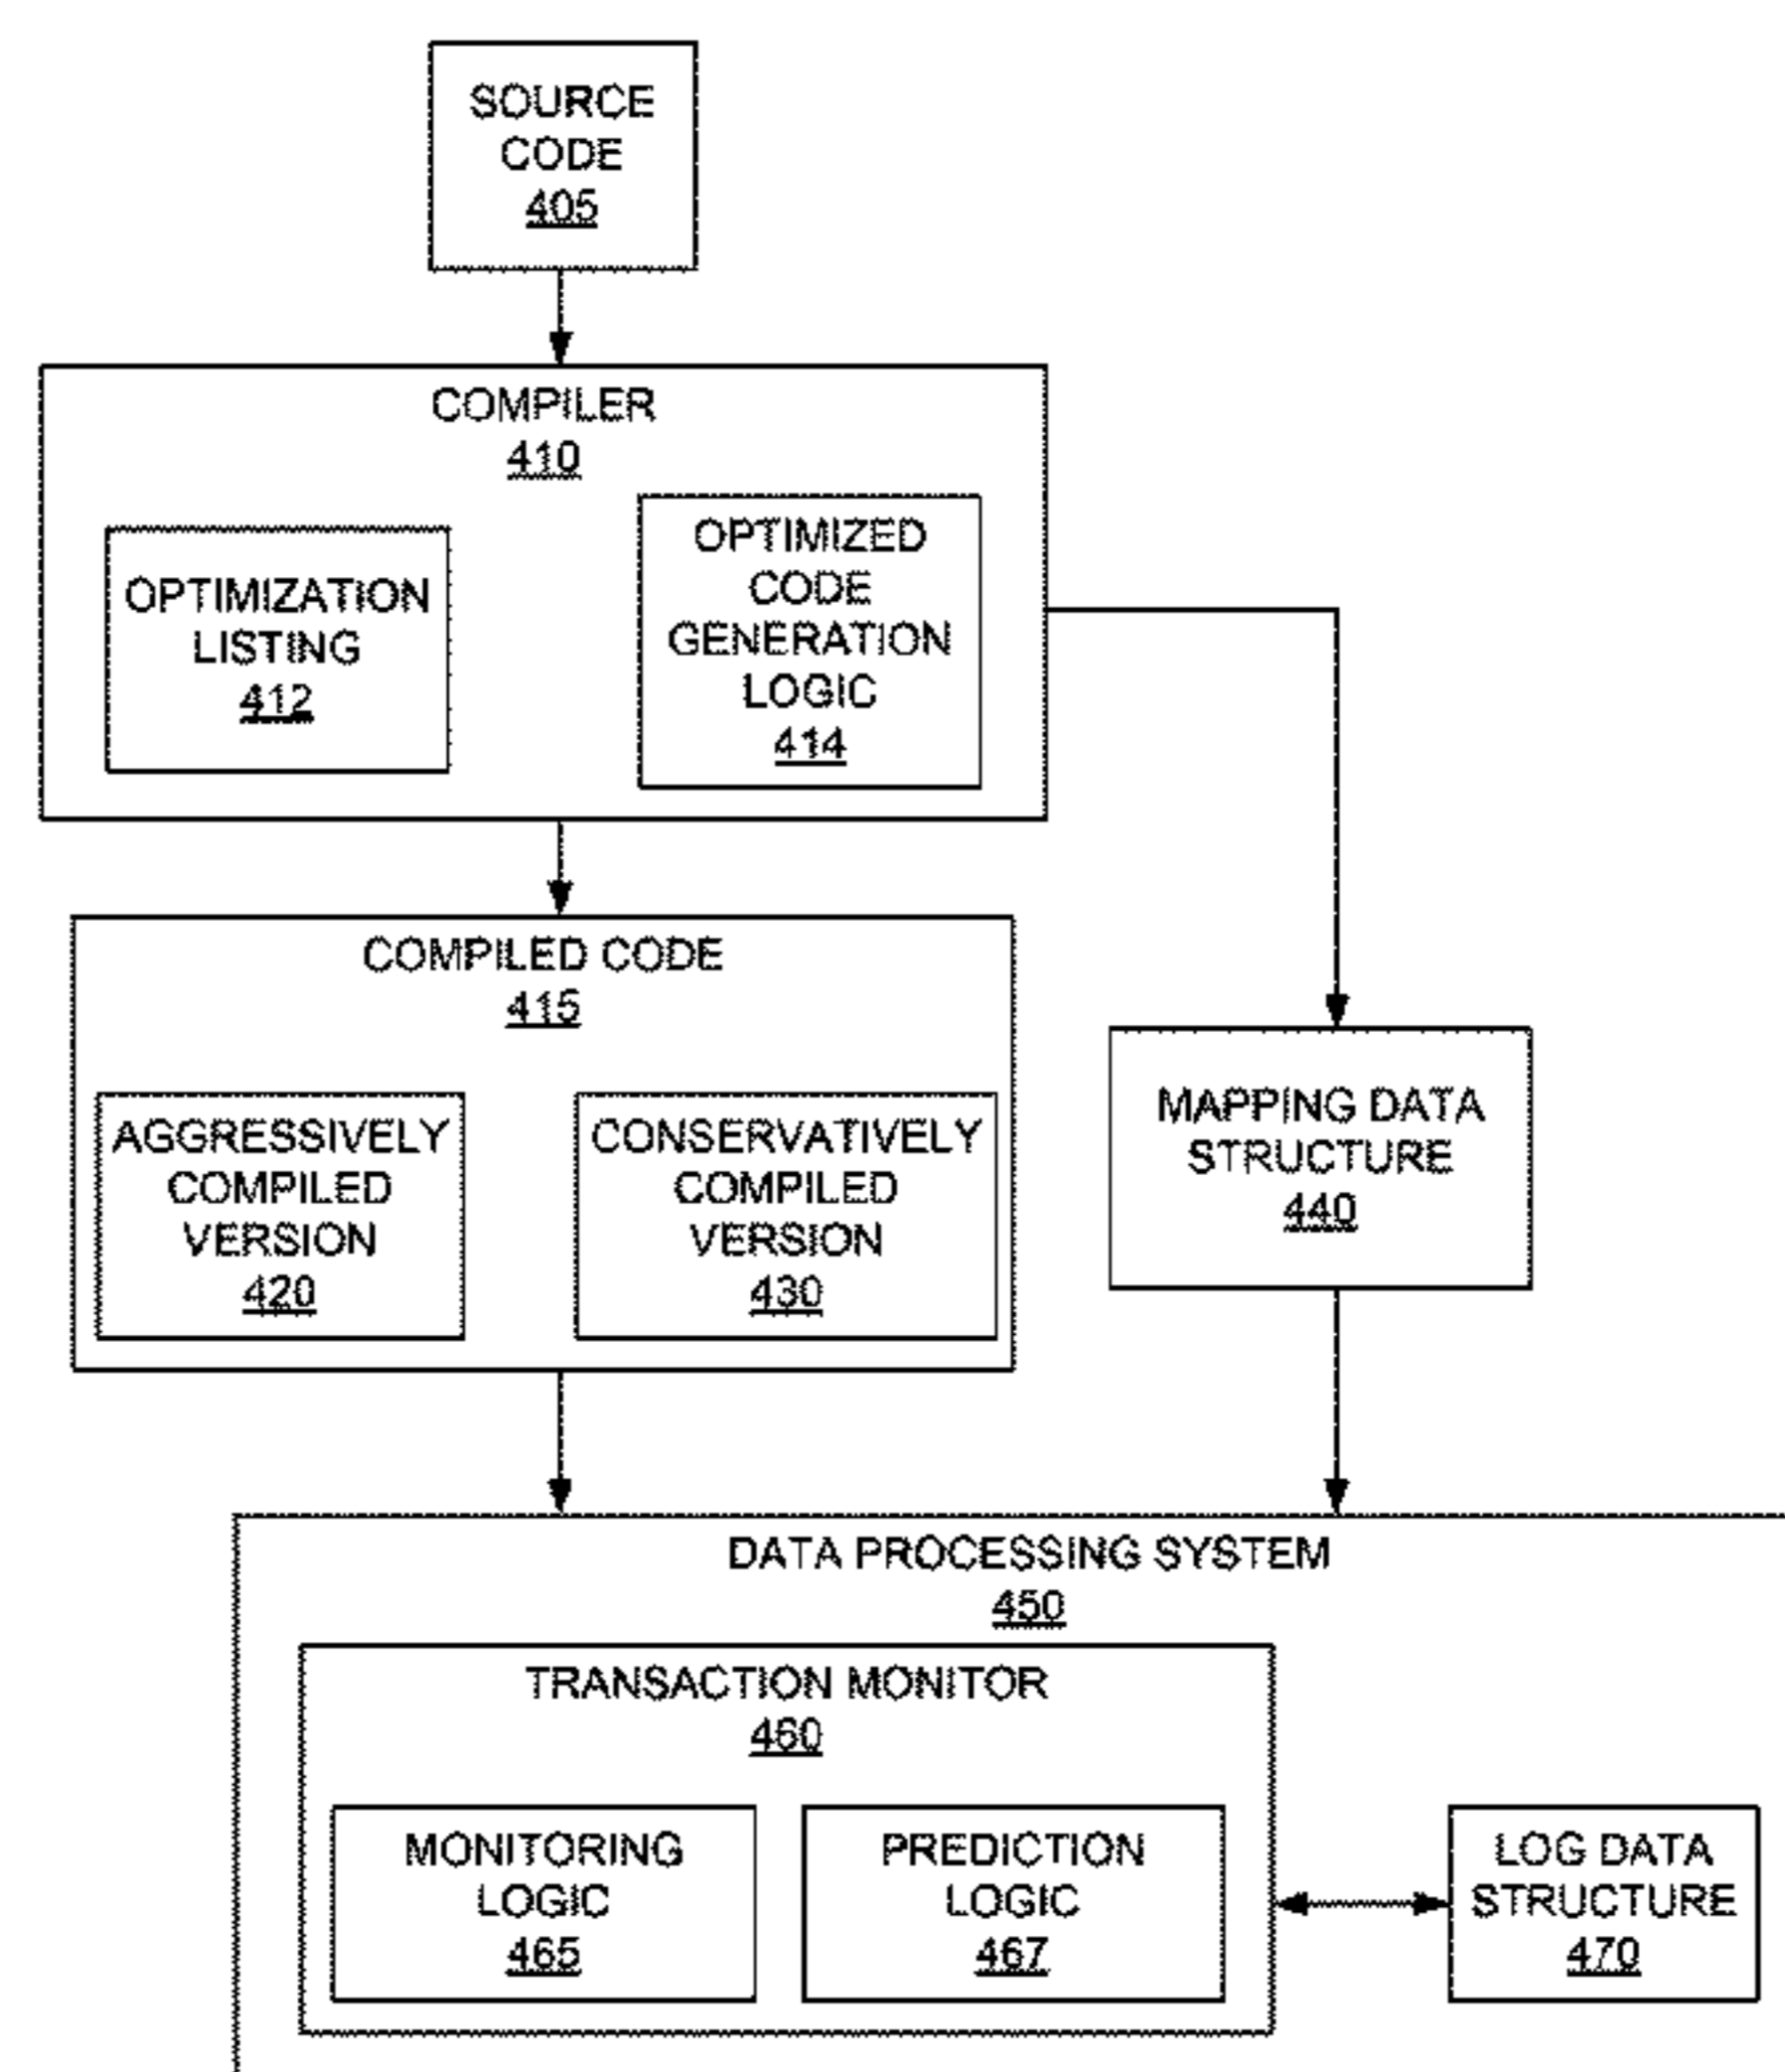 SOURCE
CODE
405
COMPILER
410
OPTIMIZATION
LISTING
412
OPTIMIZED
CODE
GENERATION
LOGIC
414
COMPILED CODE
415
AGGRESSIVELY
COMPILED
VERSION
420
CONSERVATIVELY
COMPILED
VERSION
430
MAPPING DATA
STRUCTURE
440
DATA PROCESSING SYSTEM
450
TRANSACTION MONITOR
460
MONITORING
LOGIC
465
PREDICTION
LOGIC
467
LOG DATA
STRUCTURE
470